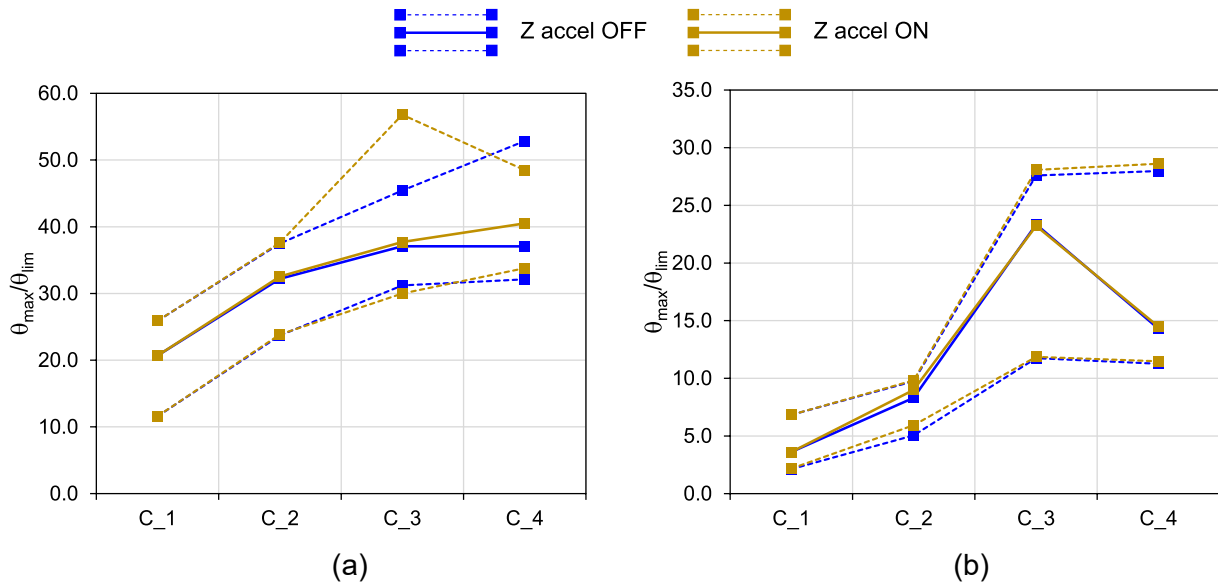 Z accel OFF
Z accel ON
60.0
50.0
40.0
30.0
20.0
10.0
0.0
θmax/θlim
C_1 C_2 C_3 C_4
(a)
35.0
30.0
25.0
20.0
15.0
10.0
5.0
0.0
θmax/θlim
C_1 C_2 C_3 C_4
(b)